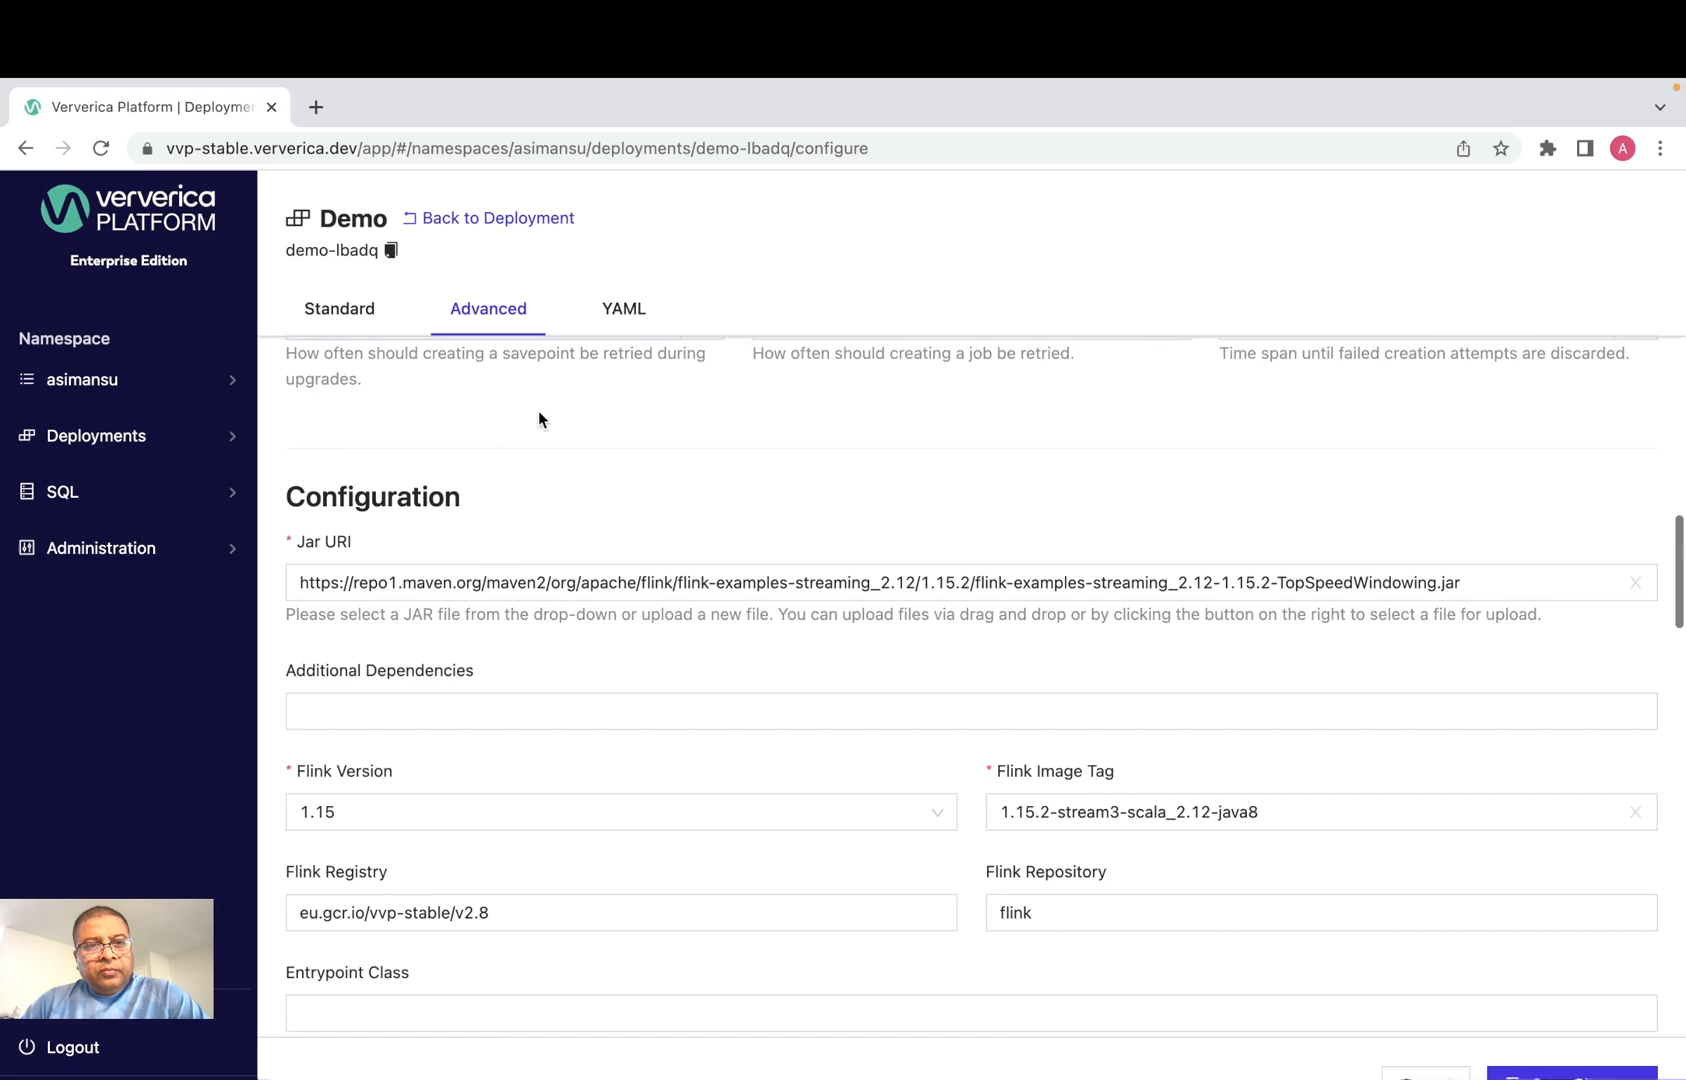 Ververica Platform | Deployme
vvp-stable.ververica.dev/app/#/namespaces/asimansu/deployments/demo-lbadq/configure
A
ververica
PLATFORM
Enterprise Edition
Namespace
asimansu
Deployments
SQL
Administration
Logout
Demo
Back to Deployment
demo-lbadq
Standard
Advanced
YAML
How often should creating a savepoint be retried during
upgrades.
How often should creating a job be retried.
Time span until failed creation attempts are discarded.
Configuration
* Jar URI
https://repo1.maven.org/maven2/org/apache/flink/flink-examples-streaming_2.12/1.15.2/flink-examples-streaming_2.12-1.15.2-TopSpeedWindowing.jar
Please select a JAR file from the drop-down or upload a new file. You can upload files via drag and drop or by clicking the button on the right to select a file for upload.
Additional Dependencies
* Flink Version
* Flink Image Tag
1.15
1.15.2-stream3-scala_2.12-java8
Flink Registry
Flink Repository
eu.gcr.io/vvp-stable/v2.8
flink
Entrypoint Class